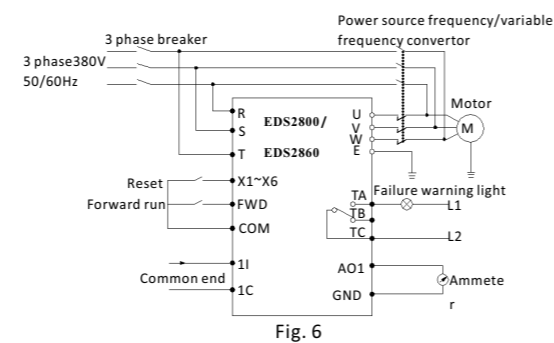 Power source frequency/variable
frequency convertor
3 phase breaker
3 phase380V
50/60Hz
Motor
R
S
T
EDS2800/
EDS2860
U
V
W
E
M
Reset
X1~X6
Forward run
FWD
COM
TA
TB
TC
Failure warning light
L1
L2
1I
Common end
1C
AO1
GND
Ammete
r
Fig. 6